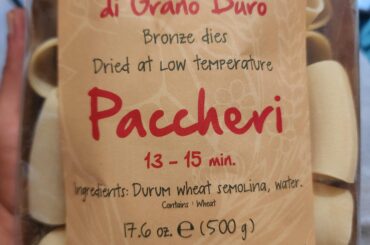 di Grano Duro
Bronze dies
Dried at low temperature
Paccheri
13 - 15 min.
Ingredients: Durum wheat semolina, water.
Contains: Wheat
17.6 oz. e (500 g)